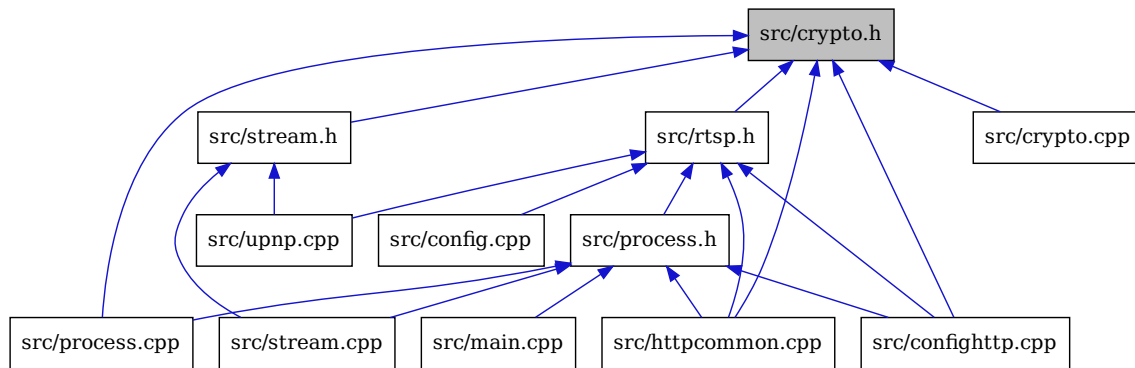 src/crypto.h
src/stream.h
src/rtsp.h
src/crypto.cpp
src/upnp.cpp
src/config.cpp
src/process.h
src/process.cpp
src/stream.cpp
src/main.cpp
src/httpcommon.cpp
src/confighttp.cpp